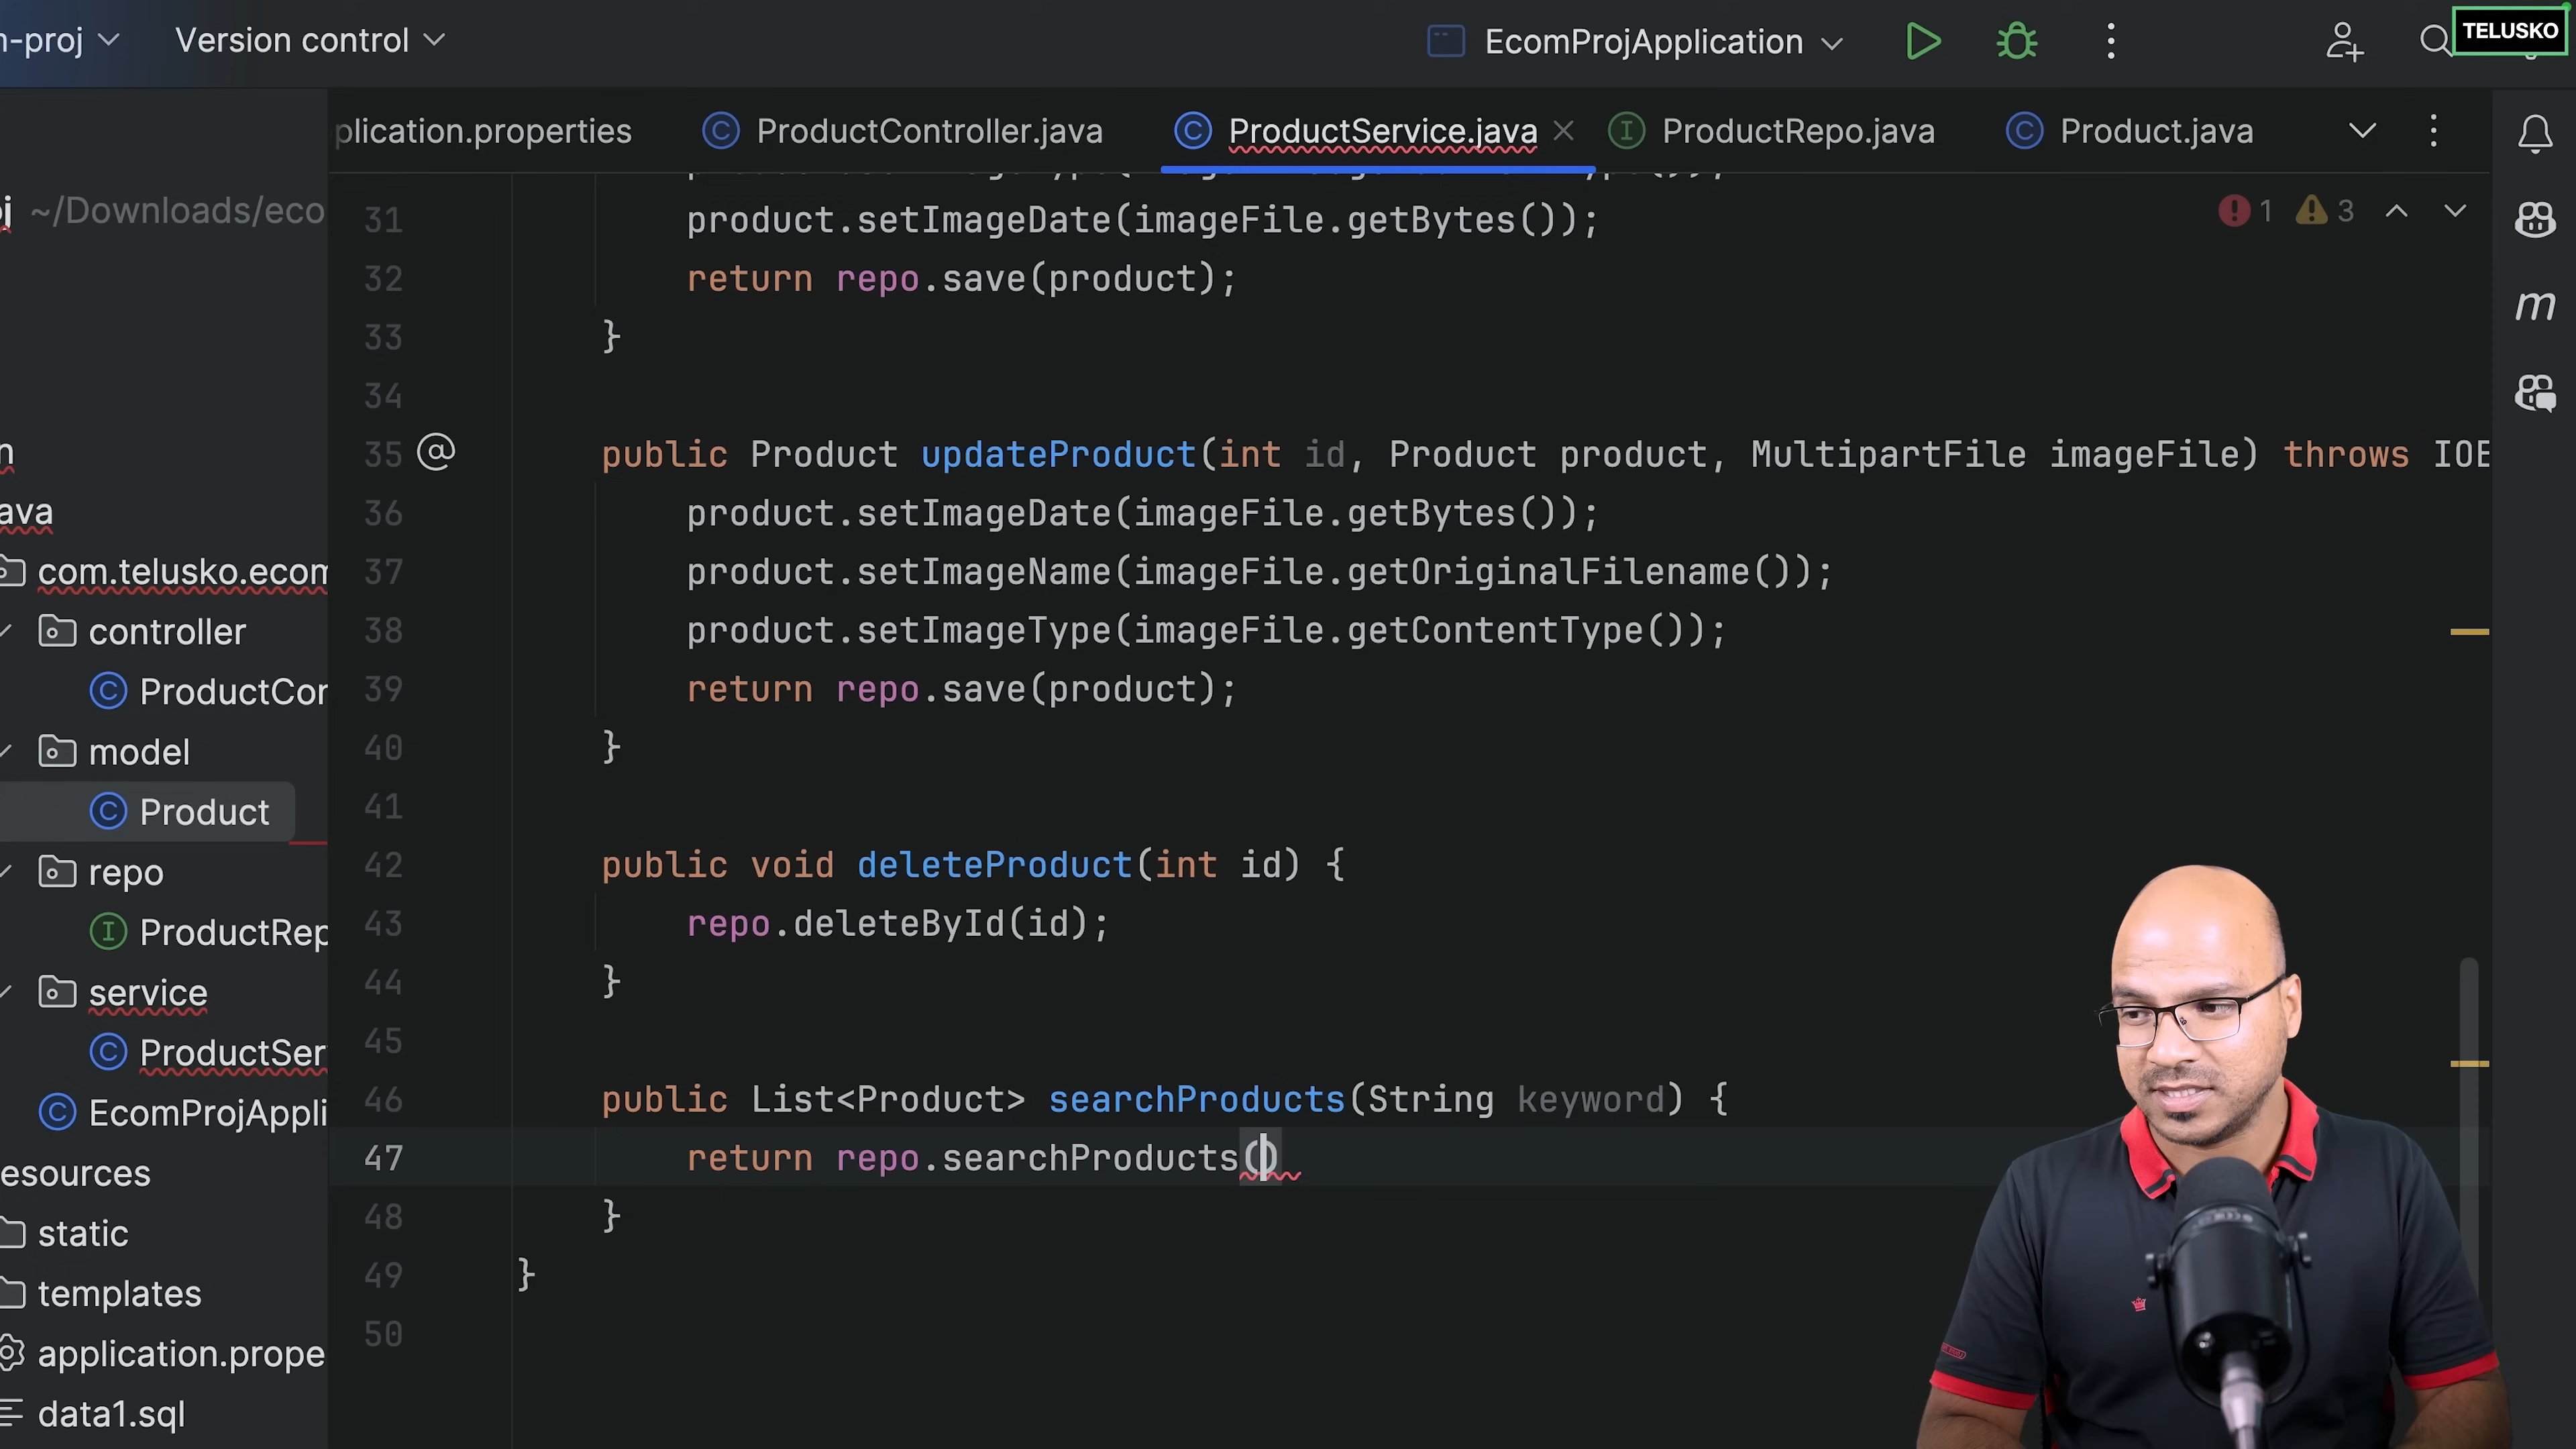 n-proj
Version control
EcomProjApplication
TELUSKO
plication.properties
ProductController.java
ProductService.java
ProductRepo.java
Product.java
oj ~/Downloads/eco
n
ava
com.telusko.ecom
controller
ProductCor
model
Product
repo
ProductRep
service
ProductSer
EcomProjAppli
esources
static
templates
application.prope
data1.sql
1 3
31 product.setImageDate(imageFile.getBytes());
32 return repo.save(product);
33 }
34
35 @ public Product updateProduct(int id, Product product, MultipartFile imageFile) throws IOE
36 product.setImageDate(imageFile.getBytes());
37 product.setImageName(imageFile.getOriginalFilename());
38 product.setImageType(imageFile.getContentType());
39 return repo.save(product);
40 }
41
42 public void deleteProduct(int id) {
43 repo.deleteById(id);
44 }
45
46 public List<Product> searchProducts(String keyword) {
47 return repo.searchProducts()
48 }
49 }
50
m